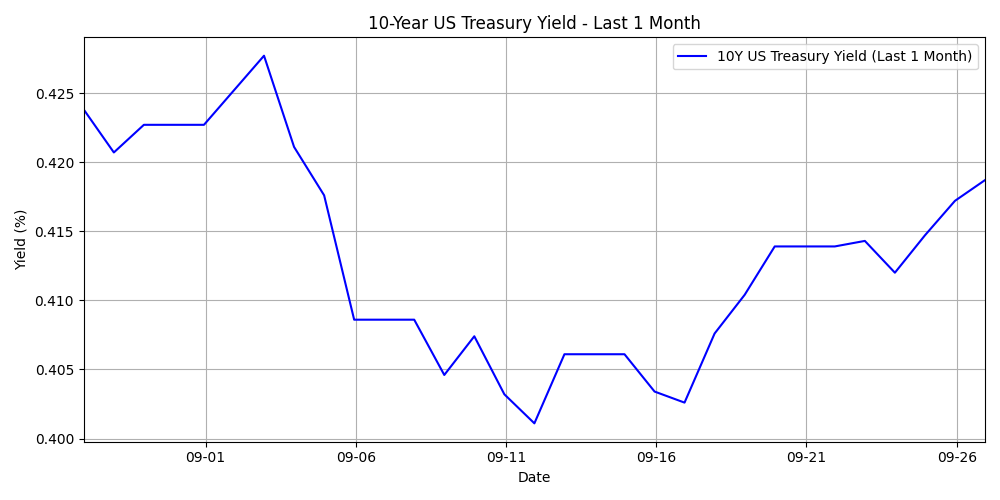 10-Year US Treasury Yield - Last 1 Month
10Y US Treasury Yield (Last 1 Month)
Yield (%)
0.425
0.420
0.415
0.410
0.405
0.400
09-01 09-06 09-11 09-16 09-21 09-26
Date